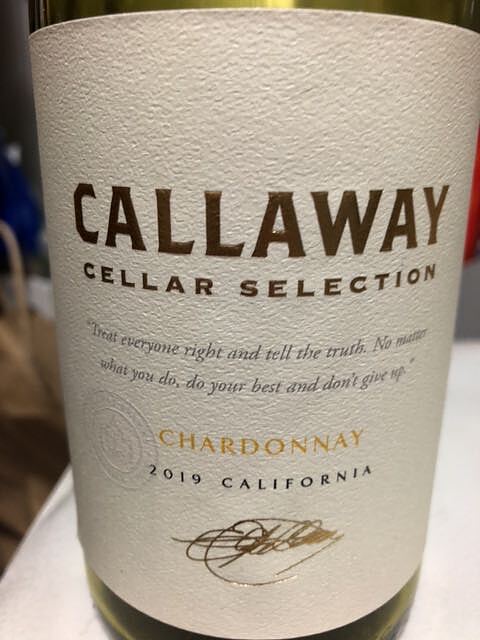 CALLAWAY
CELLAR SELECTION
"Treat everyone right and tell the truth. No matter
what you do, do your best and don't give up."
CHARDONNAY
2019 CALIFORNIA